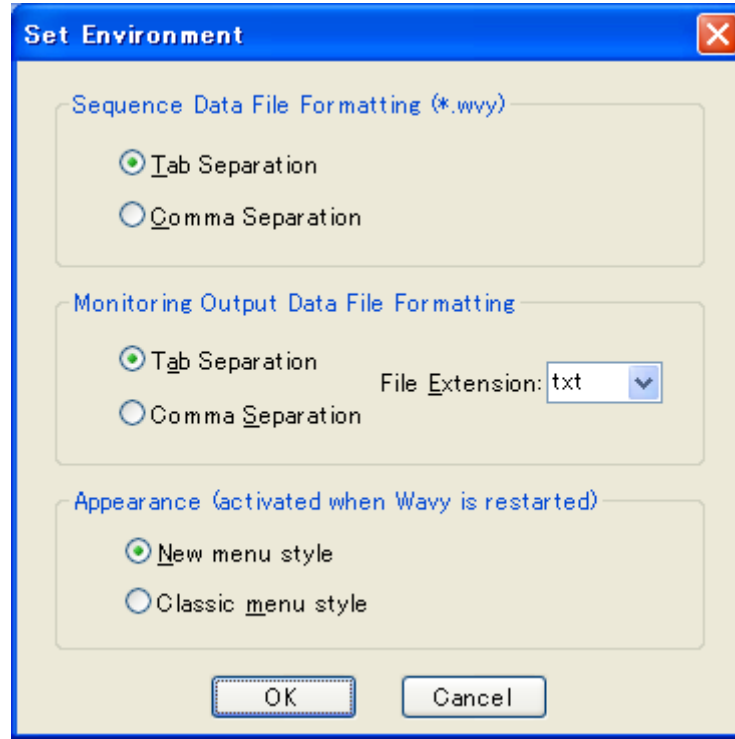 Set Environment
Sequence Data File Formatting (*.wvy)
Tab Separation
Comma Separation
Monitoring Output Data File Formatting
Tab Separation
File Extension: txt
Comma Separation
Appearance (activated when Wavy is restarted)
New menu style
Classic menu style
OK Cancel